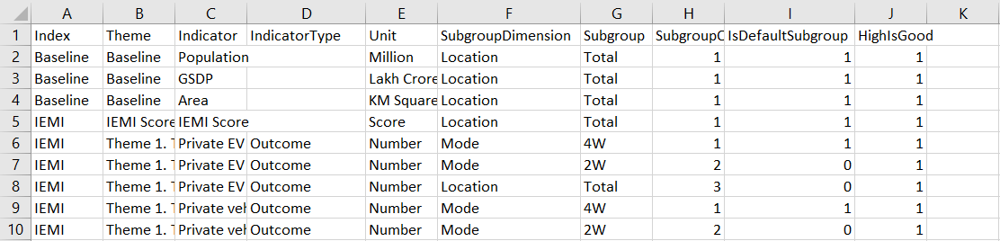 A B C D E F G H I J K
1 Index Theme Indicator IndicatorType Unit SubgroupDimension Subgroup SubgroupC IsDefaultSubgroup HighIsGood
2 Baseline Baseline Population Million Location Total 1 1 1
3 Baseline Baseline GSDP Lakh Crore Location Total 1 1 1
4 Baseline Baseline Area KM Square Location Total 1 1 1
5 IEMI IEMI Score IEMI Score Score Location Total 1 1 1
6 IEMI Theme 1. T Private EV Outcome Number Mode 4W 1 1 1
7 IEMI Theme 1. T Private EV Outcome Number Mode 2W 2 0 1
8 IEMI Theme 1. T Private EV Outcome Number Location Total 3 0 1
9 IEMI Theme 1. T Private veh Outcome Number Mode 4W 1 1 1
10 IEMI Theme 1. T Private veh Outcome Number Mode 2W 2 0 1